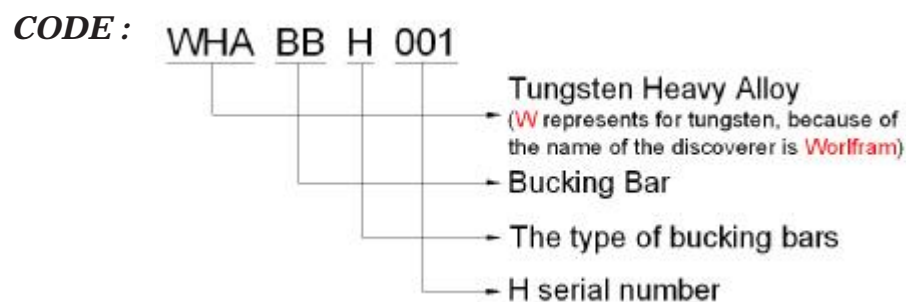 CODE :
WHA BB H 001
Tungsten Heavy Alloy
(W represents for tungsten, because of
the name of the discoverer is Worlfram)
Bucking Bar
The type of bucking bars
H serial number